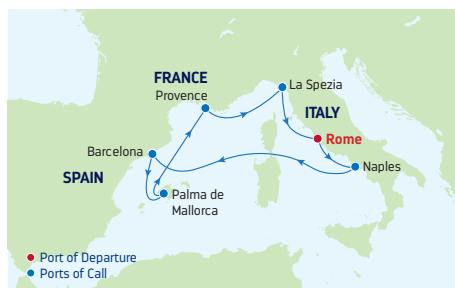 FRANCE
Provence
La Spezia
ITALY
Rome
Barcelona
Naples
SPAIN
Palma de
Mallorca
Port of Departure
Ports of Call